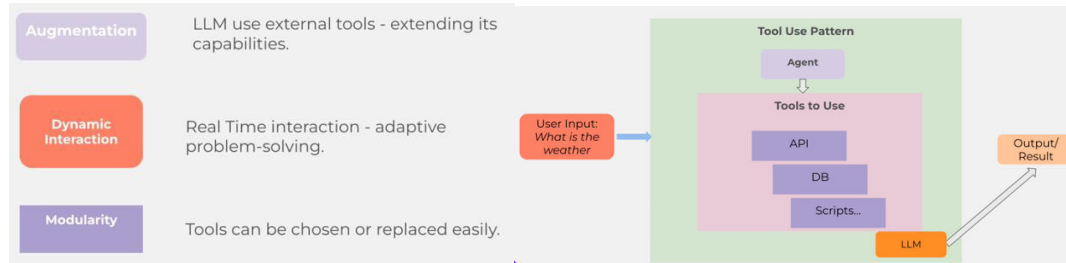 Augmentation
LLM use external tools - extending its
capabilities.
Dynamic
Interaction
Real Time interaction - adaptive
problem-solving.
Modularity
Tools can be chosen or replaced easily.
User Input:
What is the
weather
Tool Use Pattern
Agent
Tools to Use
API
DB
Scripts...
LLM
Output/
Result